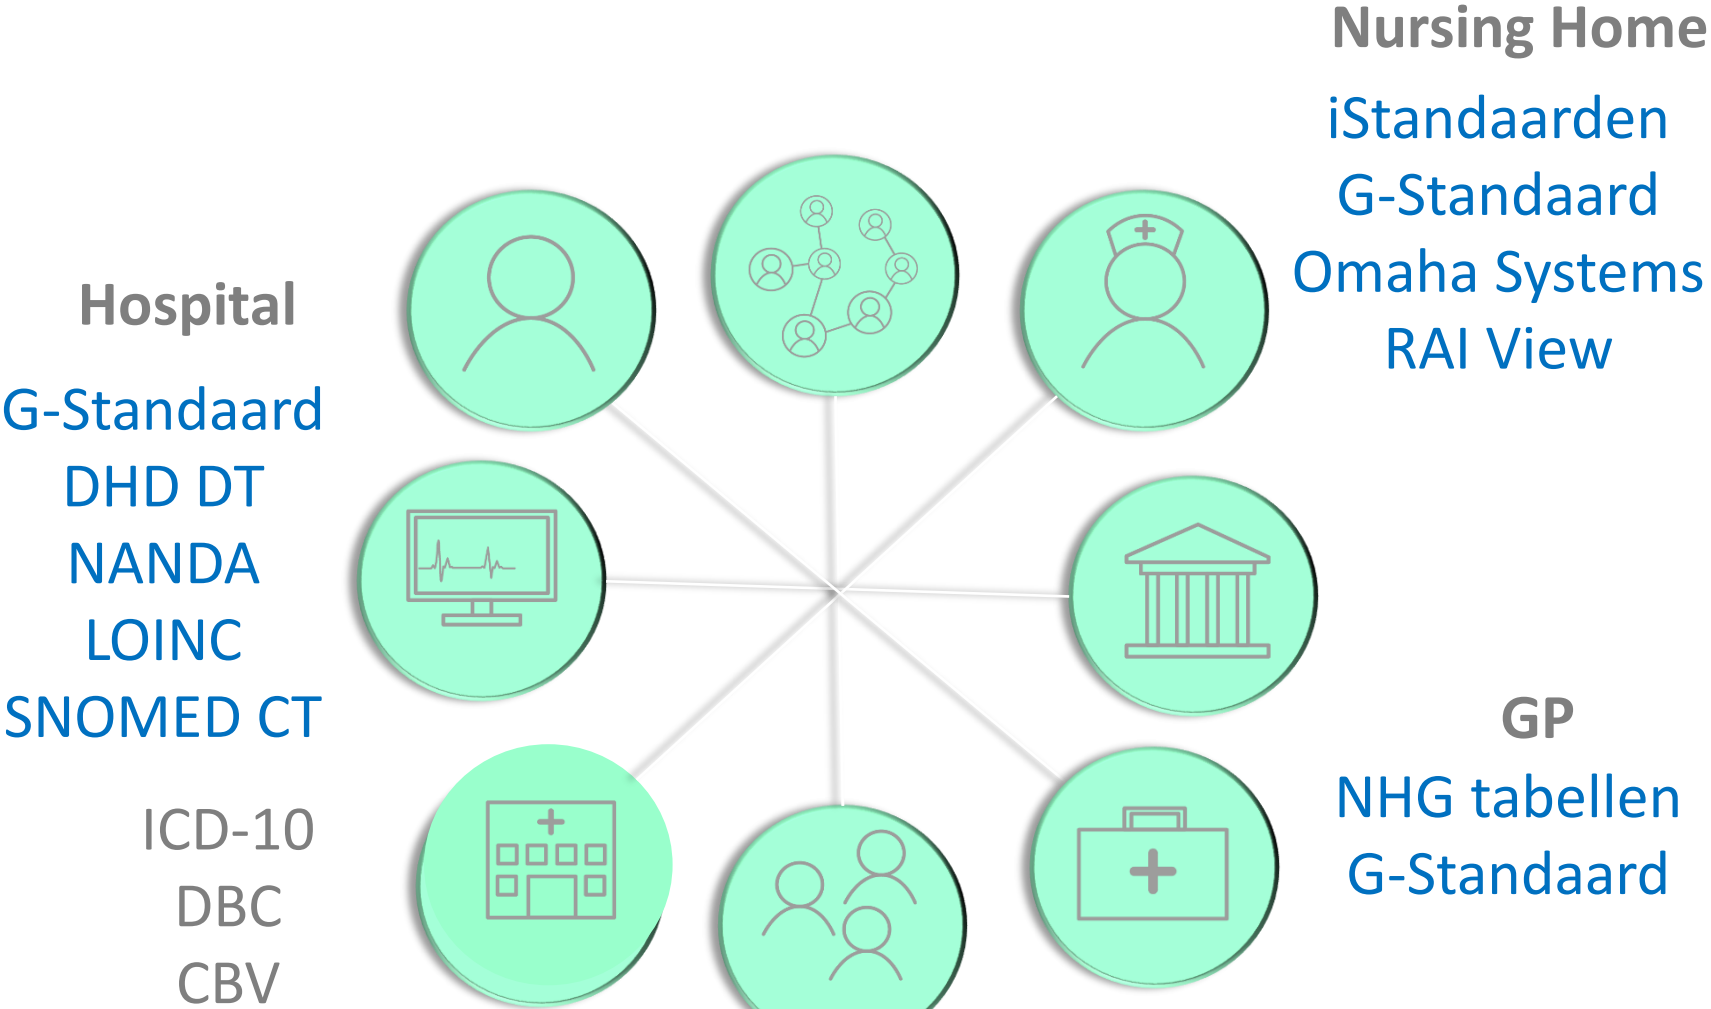 Nursing Home
iStandaarden
G-Standaard
Omaha Systems
RAI View
Hospital
G-Standaard
DHD DT
NANDA
LOINC
SNOMED CT
ICD-10
DBC
CBV
GP
NHG tabellen
G-Standaard